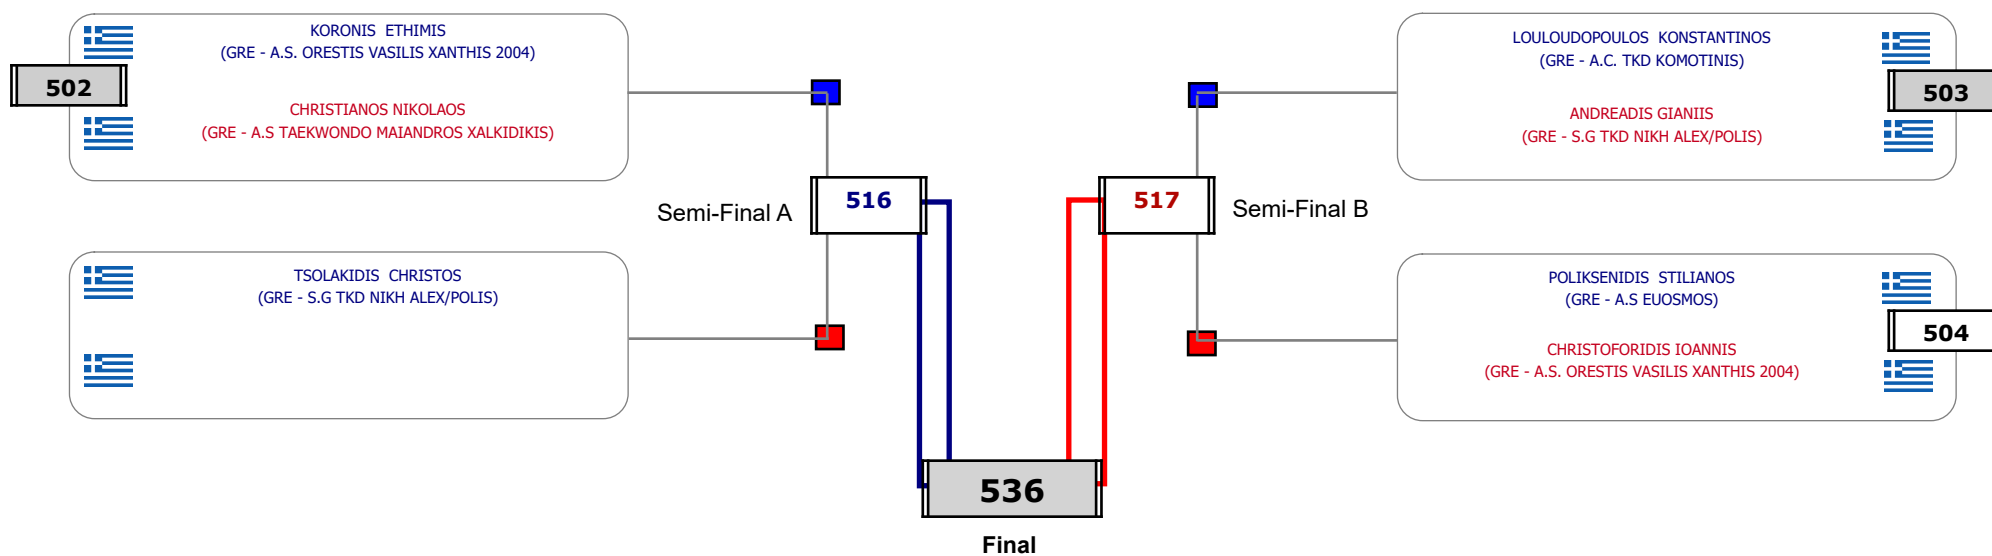 KORONIS ETHIMIS
(GRE - A.S. ORESTIS VASILIS XANTHIS 2004)
502
CHRISTIANOS NIKOLAOS
(GRE - A.S TAEKWONDO MAIANDROS XALKIDIKIS)
LOULOUDOPOULOS KONSTANTINOS
(GRE - A.C. TKD KOMOTINIS)
503
ANDREADIS GIANIIS
(GRE - S.G TKD NIKH ALEX/POLIS)
516
Semi-Final A
517
Semi-Final B
TSOLAKIDIS CHRISTOS
(GRE - S.G TKD NIKH ALEX/POLIS)
POLIKSENIDIS STILIANOS
(GRE - A.S EUOSMOS)
504
CHRISTOFORIDIS IOANNIS
(GRE - A.S. ORESTIS VASILIS XANTHIS 2004)
536
Final